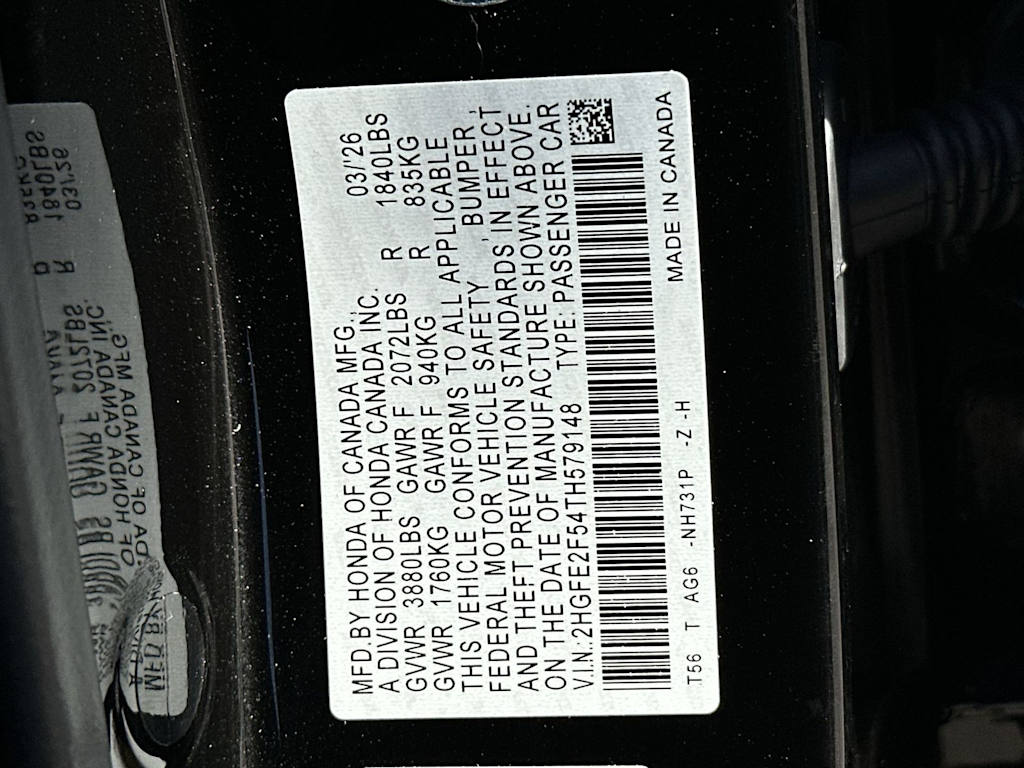 MFD. BY HONDA OF CANADA MFG., 03/'26
A DIVISION OF HONDA CANADA INC.
GVWR 3880LBS GAWR F 2072LBS R 1840LBS
GVWR 1760KG GAWR F 940KG R 835KG
THIS VEHICLE CONFORMS TO ALL APPLICABLE
FEDERAL MOTOR VEHICLE SAFETY, BUMPER,
AND THEFT PREVENTION STANDARDS IN EFFECT
ON THE DATE OF MANUFACTURE SHOWN ABOVE.
V.I.N.:2HGFE2F54TH579148 TYPE: PASSENGER CAR
T56 T AG6 -NH731P -Z -H MADE IN CANADA